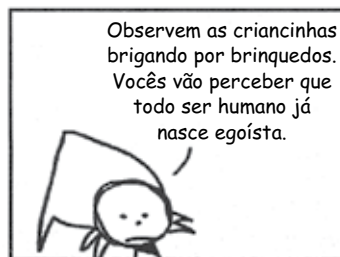 Observem as criancinhas
brigando por brinquedos.
Vocês vão perceber que
todo ser humano já
nasce egoísta.